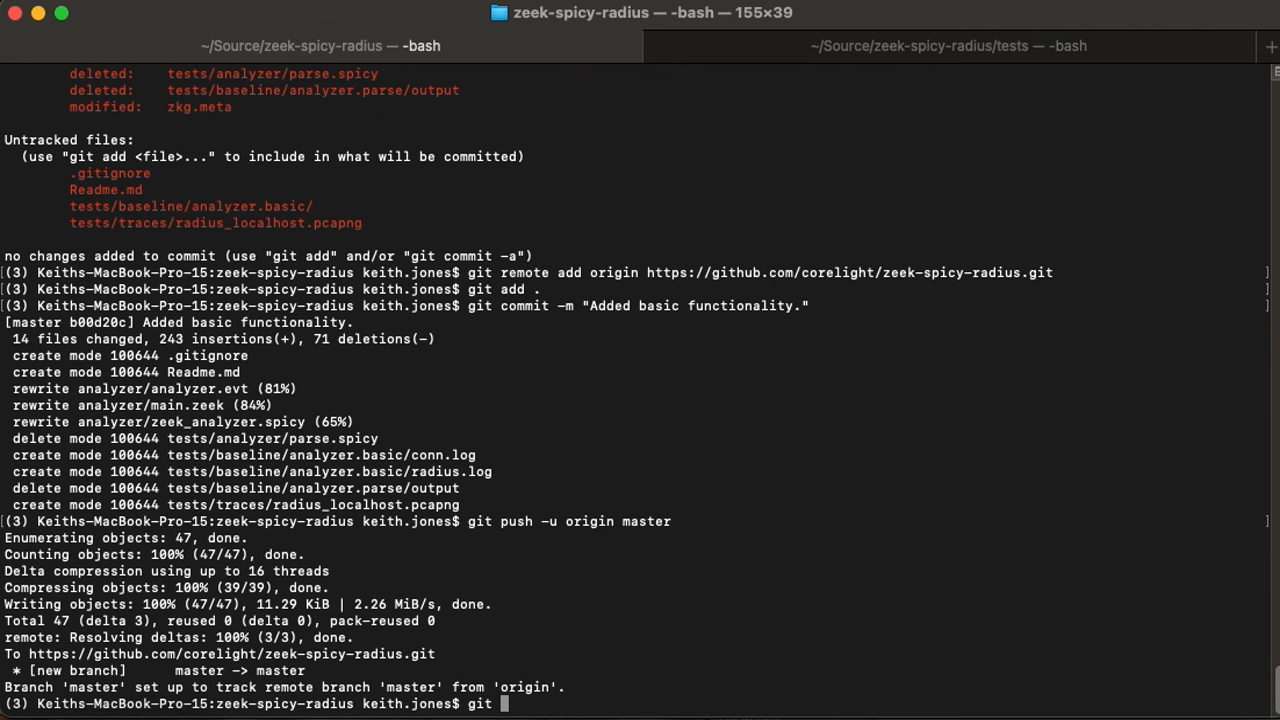 zeek-spicy-radius — -bash — 155×39
~/Source/zeek-spicy-radius — -bash
~/Source/zeek-spicy-radius/tests — -bash
+
deleted:    tests/analyzer/parse.spicy
deleted:    tests/baseline/analyzer.parse/output
modified:   zkg.meta
Untracked files:
(use "git add <file>..." to include in what will be committed)
.gitignore
Readme.md
tests/baseline/analyzer.basic/
tests/traces/radius_localhost.pcapng
no changes added to commit (use "git add" and/or "git commit -a")
[(3) Keiths-MacBook-Pro-15:zeek-spicy-radius keith.jones$ git remote add origin https://github.com/corelight/zeek-spicy-radius.git ]
[(3) Keiths-MacBook-Pro-15:zeek-spicy-radius keith.jones$ git add . ]
[(3) Keiths-MacBook-Pro-15:zeek-spicy-radius keith.jones$ git commit -m "Added basic functionality." ]
[master b00d20c] Added basic functionality.
14 files changed, 243 insertions(+), 71 deletions(-)
create mode 100644 .gitignore
create mode 100644 Readme.md
rewrite analyzer/analyzer.evt (81%)
rewrite analyzer/main.zeek (84%)
rewrite analyzer/zeek_analyzer.spicy (65%)
delete mode 100644 tests/analyzer/parse.spicy
create mode 100644 tests/baseline/analyzer.basic/conn.log
create mode 100644 tests/baseline/analyzer.basic/radius.log
delete mode 100644 tests/baseline/analyzer.parse/output
create mode 100644 tests/traces/radius_localhost.pcapng
[(3) Keiths-MacBook-Pro-15:zeek-spicy-radius keith.jones$ git push -u origin master ]
Enumerating objects: 47, done.
Counting objects: 100% (47/47), done.
Delta compression using up to 16 threads
Compressing objects: 100% (39/39), done.
Writing objects: 100% (47/47), 11.29 KiB | 2.26 MiB/s, done.
Total 47 (delta 3), reused 0 (delta 0), pack-reused 0
remote: Resolving deltas: 100% (3/3), done.
To https://github.com/corelight/zeek-spicy-radius.git
* [new branch]      master -> master
Branch 'master' set up to track remote branch 'master' from 'origin'.
(3) Keiths-MacBook-Pro-15:zeek-spicy-radius keith.jones$ git